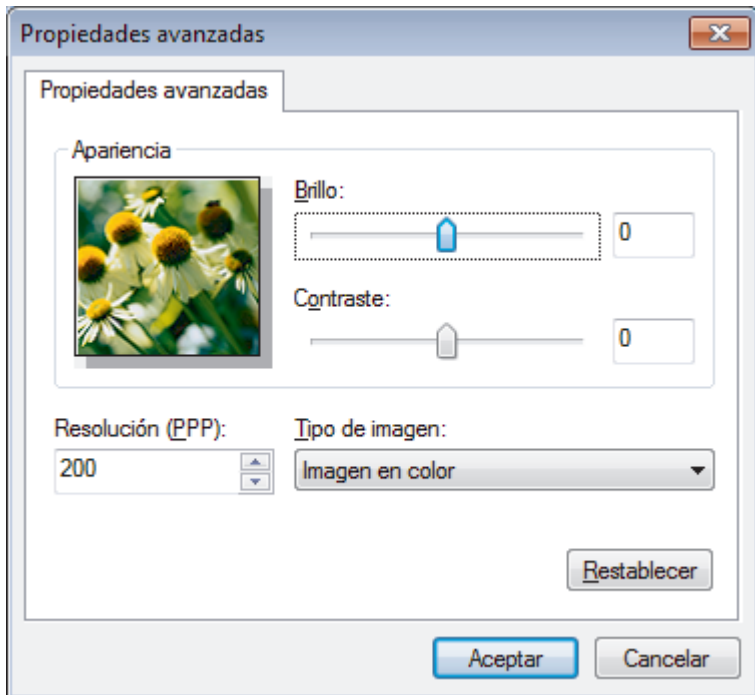 Propiedades avanzadas
Propiedades avanzadas
Apariencia
Brillo:
0
Contraste:
0
Resolución (PPP):
200
Tipo de imagen:
Imagen en color
Restablecer
Aceptar
Cancelar